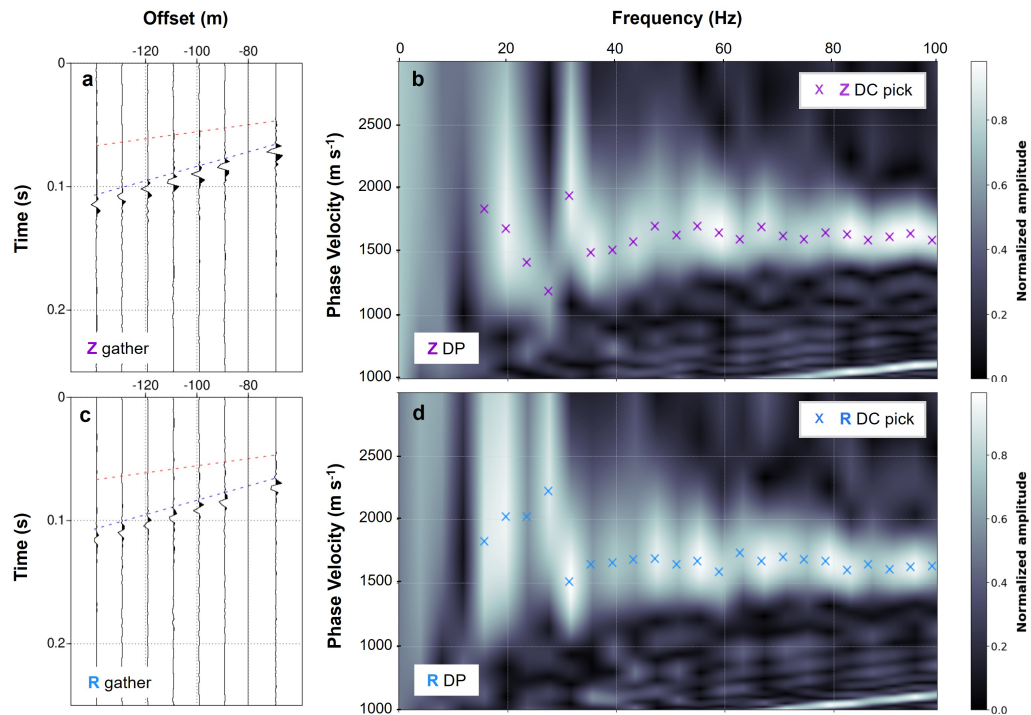 Offset (m)
Frequency (Hz)
-120 -100 -80
0 20 40 60 80 100
0
a
0.1
0.2
Time (s)
Z gather
b
× Z DC pick
2500
2000
1500
1000
1000
Phase Velocity (m s⁻¹)
Z DP
0.8
0.6
0.4
0.2
0.0
Normalized amplitude
-120 -100 -80
0
c
0.1
0.2
Time (s)
R gather
d
× R DC pick
2500
2000
1500
1000
1000
Phase Velocity (m s⁻¹)
R DP
0.8
0.6
0.4
0.2
0.0
Normalized amplitude